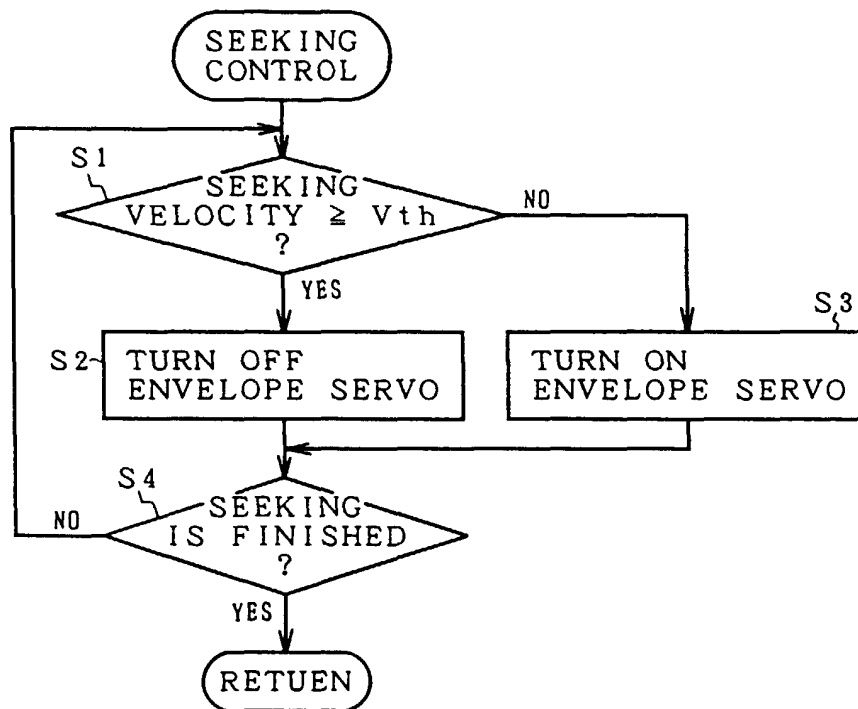 SEEKING
CONTROL
S1
SEEKING
VELOCITY ≧ Vth
?
NO
YES
S3
S2
TURN OFF
ENVELOPE SERVO
TURN ON
ENVELOPE SERVO
S4
SEEKING
IS FINISHED
?
NO
YES
RETUEN